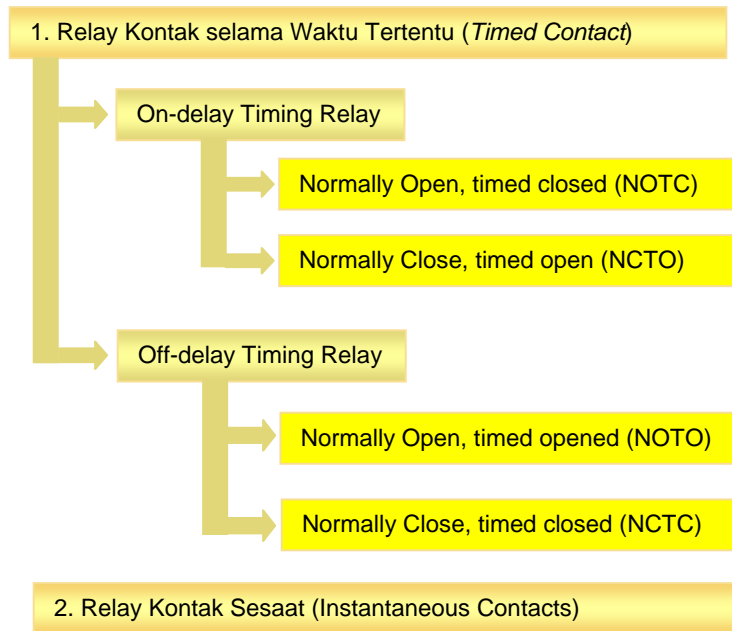 1. Relay Kontak selama Waktu Tertentu (Timed Contact)
On-delay Timing Relay
Normally Open, timed closed (NOTC)
Normally Close, timed open (NCTO)
Off-delay Timing Relay
Normally Open, timed opened (NOTO)
Normally Close, timed closed (NCTC)
2. Relay Kontak Sesaat (Instantaneous Contacts)